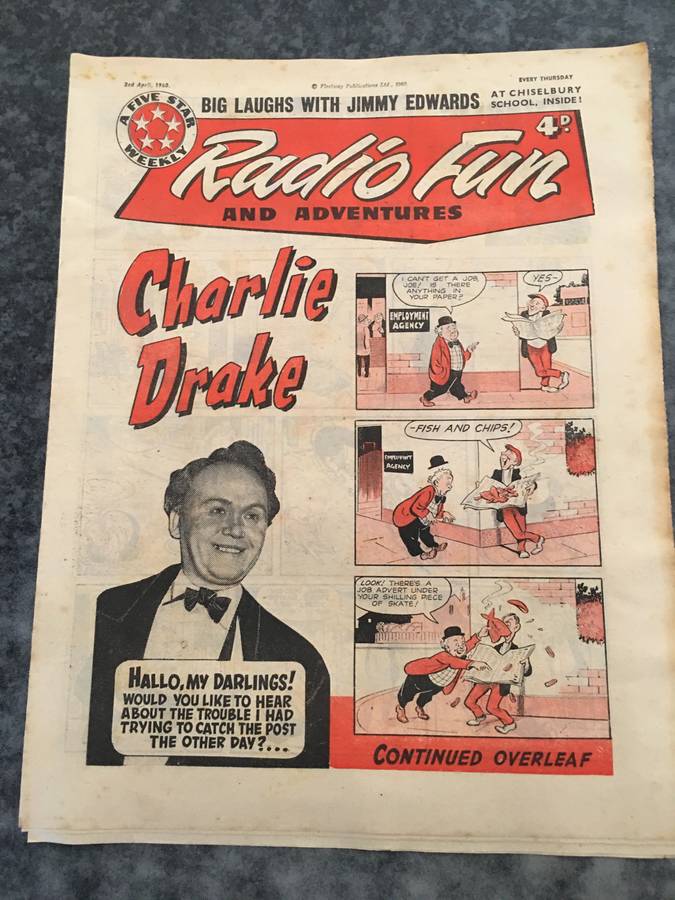 2nd April, 1960.
© Fleetway Publications Ltd., 1960.
EVERY THURSDAY
A FIVE STAR
WEEKLY
BIG LAUGHS WITH JIMMY EDWARDS
AT CHISELBURY
SCHOOL, INSIDE!
4D.
Radio Fun
AND ADVENTURES
Charlie
Drake
I CAN'T GET A JOB,
JOE! IS THERE
ANYTHING IN
YOUR PAPER?
YES-
EMPLOYMENT
AGENCY
-FISH AND CHIPS!
EMPLOYMENT
AGENCY
LOOK! THERE'S A
JOB ADVERT UNDER
YOUR SHILLING PIECE
OF SKATE!
HALLO, MY DARLINGS!
WOULD YOU LIKE TO HEAR
ABOUT THE TROUBLE I HAD
TRYING TO CATCH THE POST
THE OTHER DAY?...
CONTINUED OVERLEAF